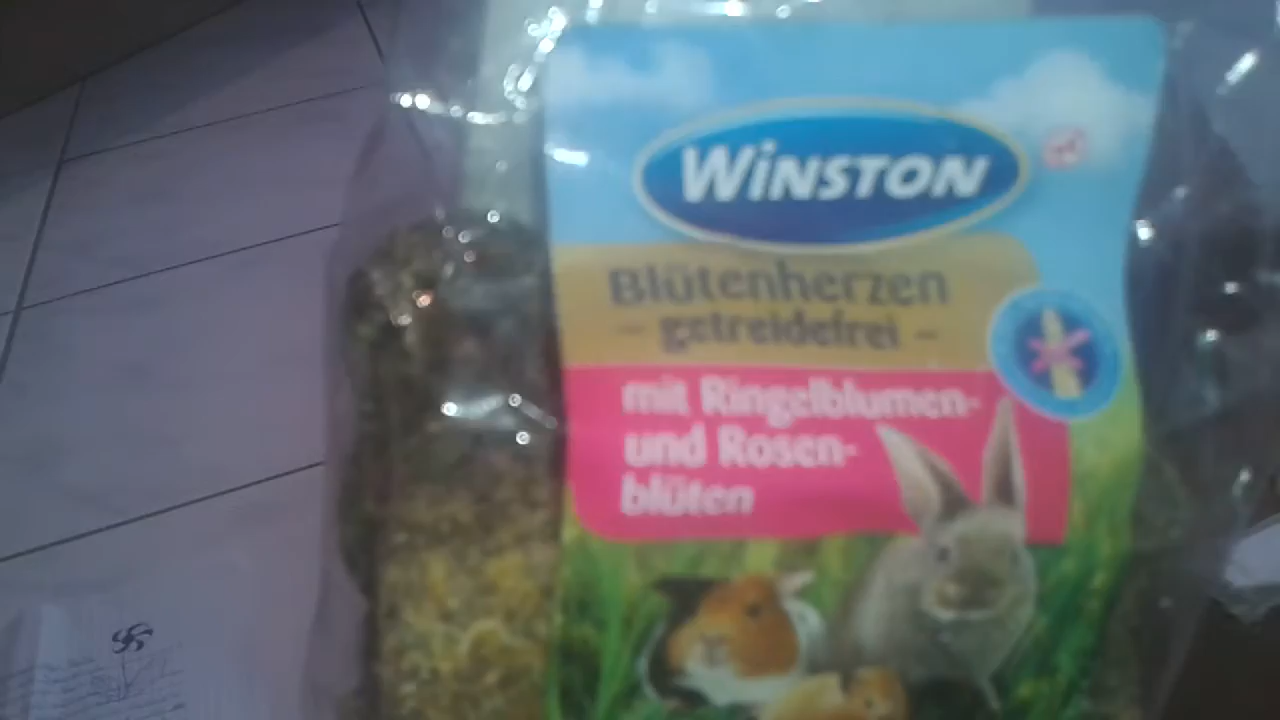 WINSTON
Blütenherzen
- getreidefrei -
mit Ringelblumen-
und Rosen-
blüten